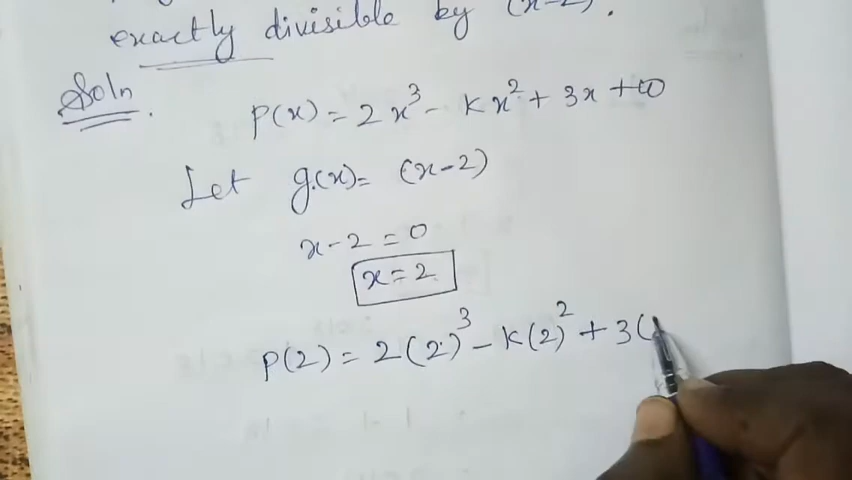 exactly divisible by (x-2).
Soln.
P(x) = 2x³ - Kx² + 3x + 10
Let g(x) = (x-2)
x - 2 = 0
x = 2
P(2) = 2(2)³ - K(2)² + 3(